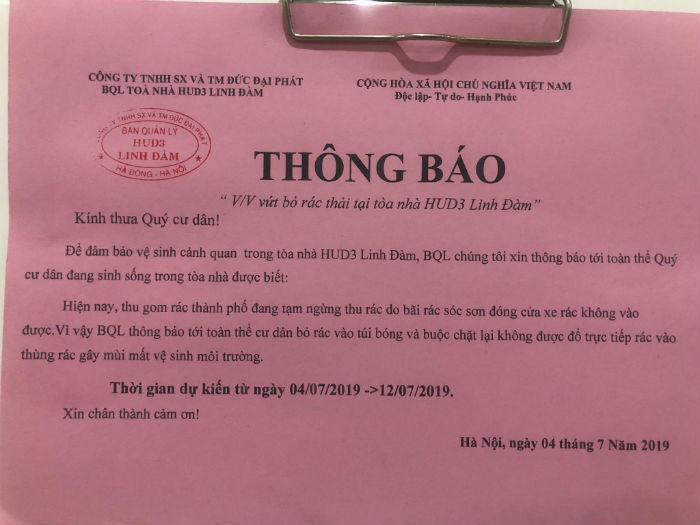 CÔNG TY TNHH SX VÀ TM ĐỨC ĐẠI PHÁT
BQL TOÀ NHÀ HUD3 LINH ĐÀM
CỘNG HÒA XÃ HỘI CHỦ NGHĨA VIỆT NAM
Độc lập- Tự do- Hạnh Phúc
CÔNG TY TNHH SX VÀ TM ĐỨC ĐẠI PHÁT
BAN QUẢN LÝ
HUD3
LINH ĐÀM
HÀ ĐÔNG - HÀ NỘI
THÔNG BÁO
“ V/V vứt bỏ rác thải tại tòa nhà HUD3 Linh Đàm”
Kính thưa Quý cư dân!
Để đảm bảo vệ sinh cảnh quan trong tòa nhà HUD3 Linh Đàm, BQL chúng tôi xin thông báo tới toàn thể Quý
cư dân đang sinh sống trong tòa nhà được biết:
Hiện nay, thu gom rác thành phố đang tạm ngừng thu rác do bãi rác sóc sơn đóng cửa xe rác không vào
được.Vì vậy BQL thông báo tới toàn thể cư dân bỏ rác vào túi bóng và buộc chặt lại không được đổ trực tiếp rác vào
thùng rác gây mùi mất vệ sinh môi trường.
Thời gian dự kiến từ ngày 04/07/2019 ->12/07/2019.
Xin chân thành cảm ơn!
Hà Nội, ngày 04 tháng 7 Năm 2019